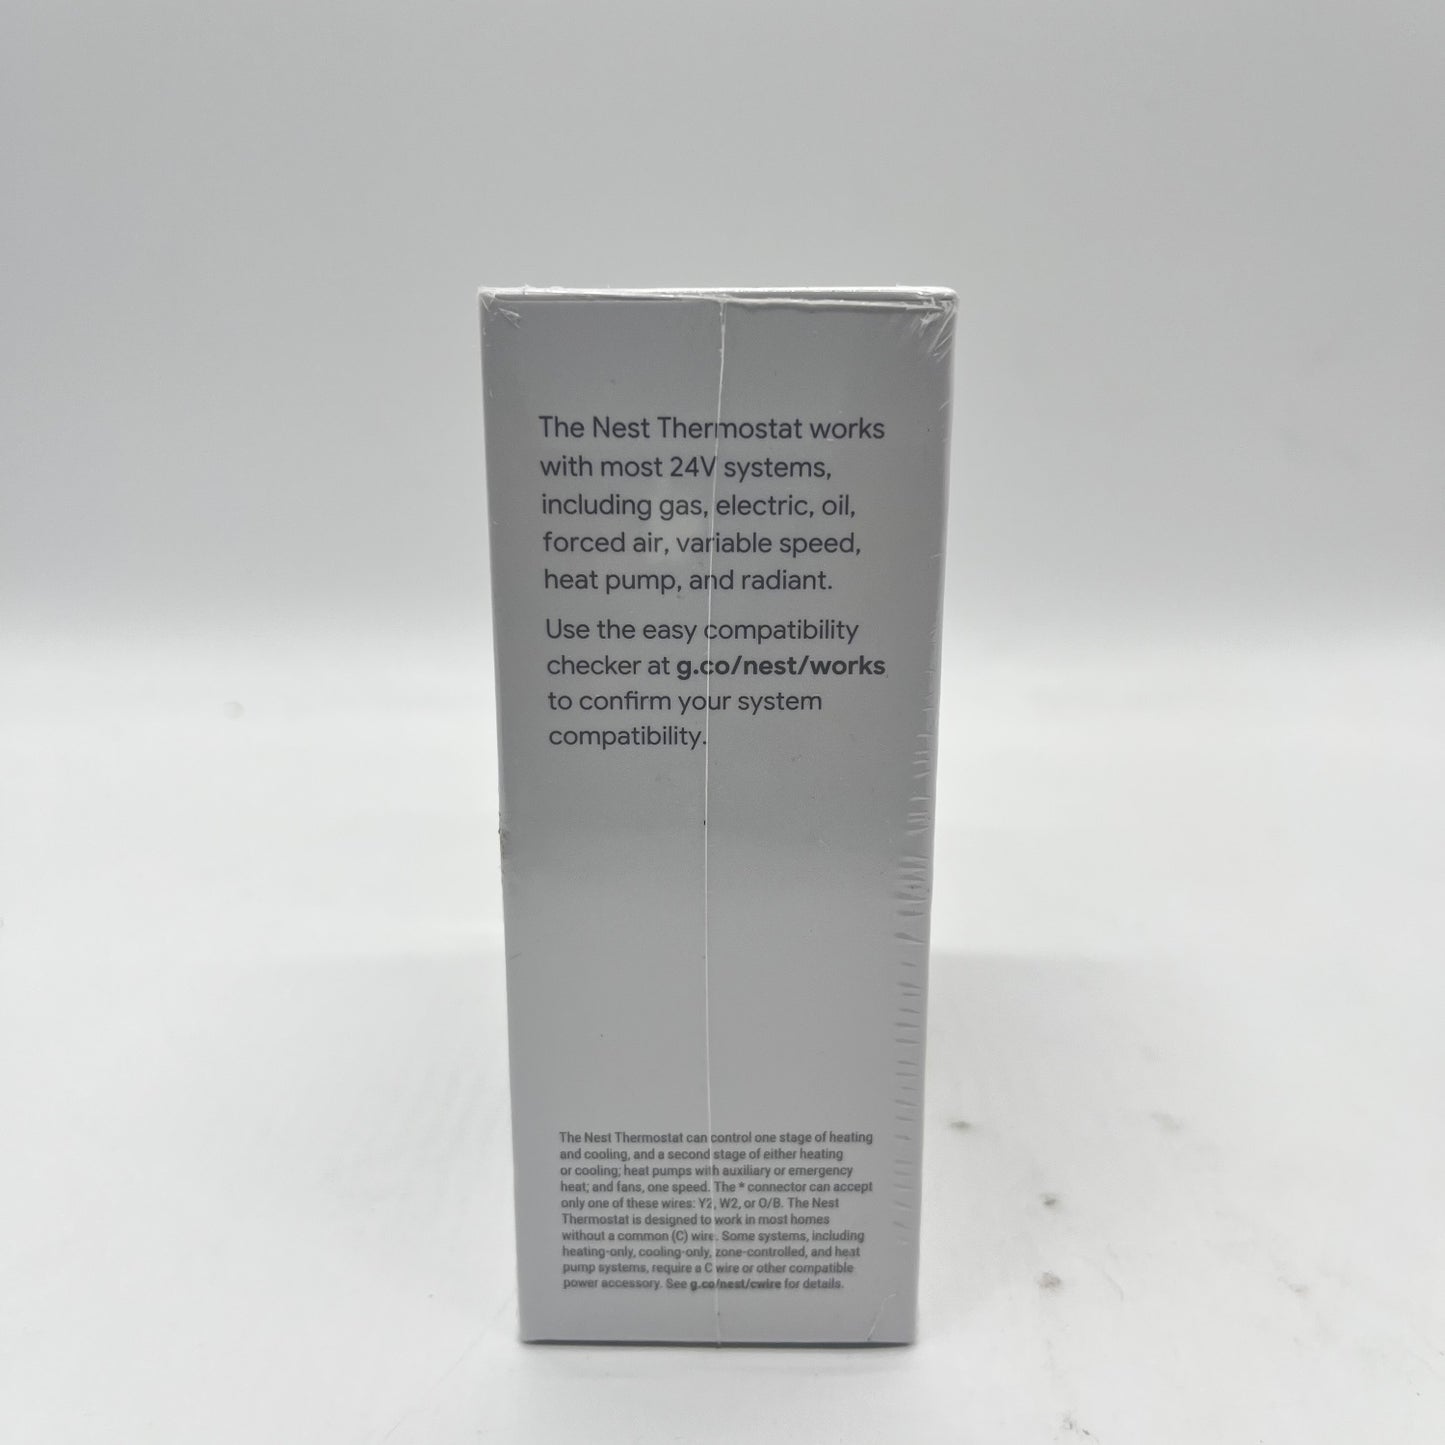 The Nest Thermostat works
with most 24V systems,
including gas, electric, oil,
forced air, variable speed,
heat pump, and radiant.
Use the easy compatibility
checker at g.co/nest/works
to confirm your system
compatibility.
The Nest Thermostat can control one stage of heating
and cooling, and a second stage of either heating
or cooling; heat pumps with auxiliary or emergency
heat; and fans, one speed. The * connector can accept
only one of these wires: Y2, W2, or O/B. The Nest
Thermostat is designed to work in most homes
without a common (C) wire. Some systems, including
heating-only, cooling-only, zone-controlled, and heat
pump systems, require a C wire or other compatible
power accessory. See g.co/nest/cwire for details.